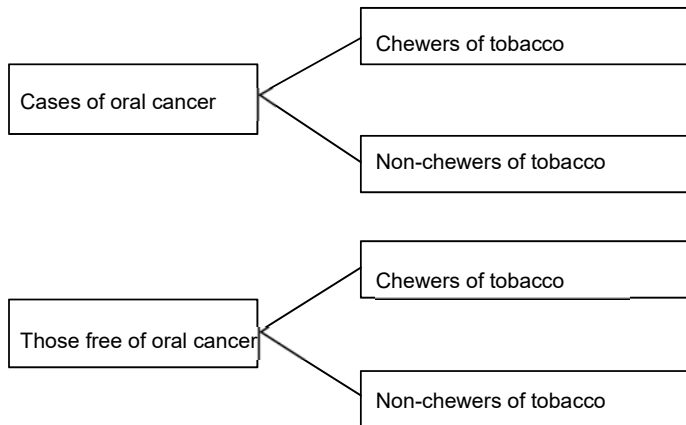 Chewers of tobacco
Cases of oral cancer
Non-chewers of tobacco
Chewers of tobacco
Those free of oral cancer
Non-chewers of tobacco